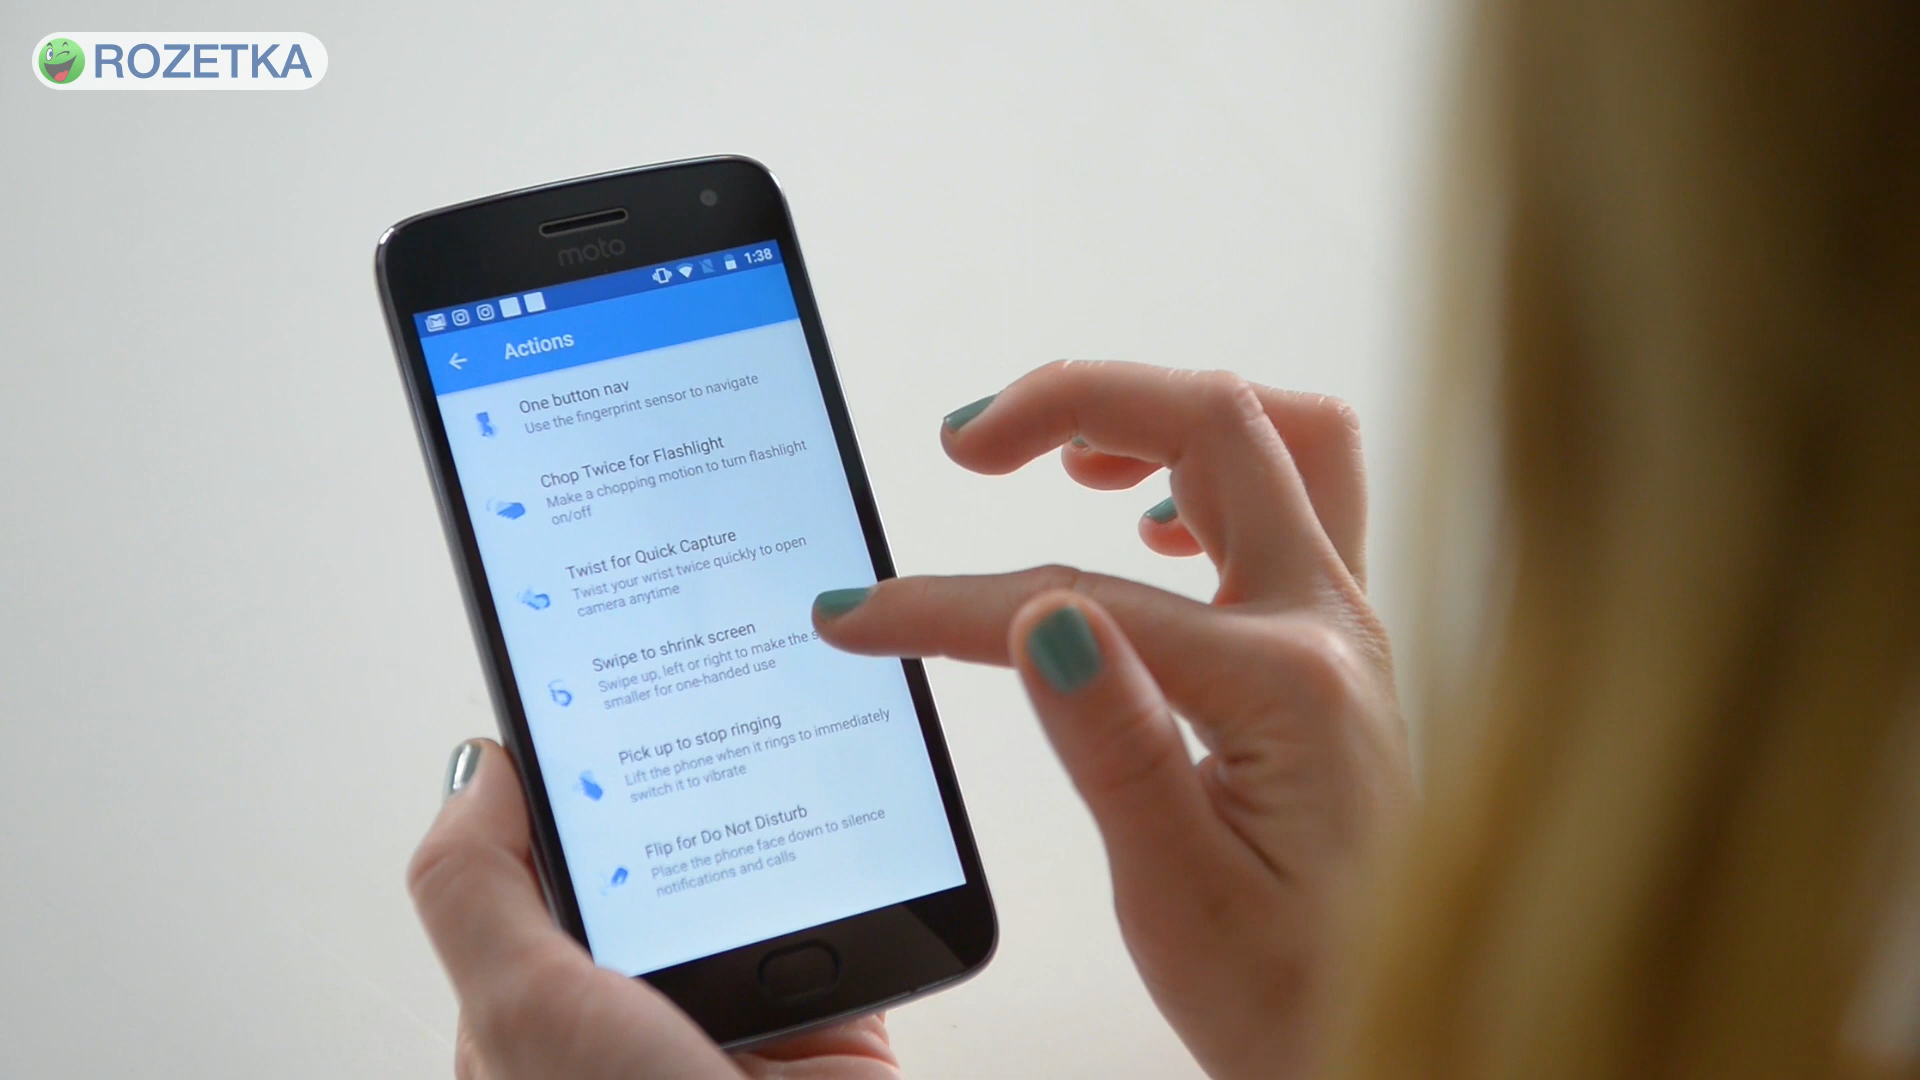 ROZETKA
moto
1:38
Actions
One button nav
Use the fingerprint sensor to navigate
Chop Twice for Flashlight
Make a chopping motion to turn flashlight
on/off
Twist for Quick Capture
Twist your wrist twice quickly to open
camera anytime
Swipe to shrink screen
Swipe up, left or right to make the
smaller for one-handed use
Pick up to stop ringing
Lift the phone when it rings to immediately
switch it to vibrate
Flip for Do Not Disturb
Place the phone face down to silence
notifications and calls